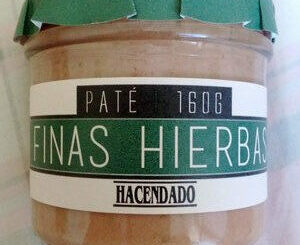 PATÉ 160G
FINAS HIERBAS
HACENDADO